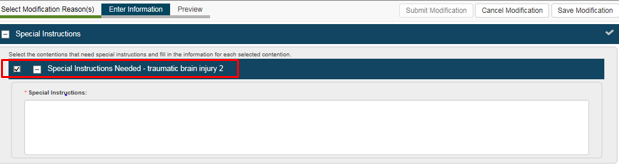 Select Modification Reason(s) Enter Information Preview Submit Modification Cancel Modification Save Modification
Special Instructions
Select the contentions that need special instructions and fill in the information for each selected contention.
Special Instructions Needed - traumatic brain injury 2
* Special Instructions: